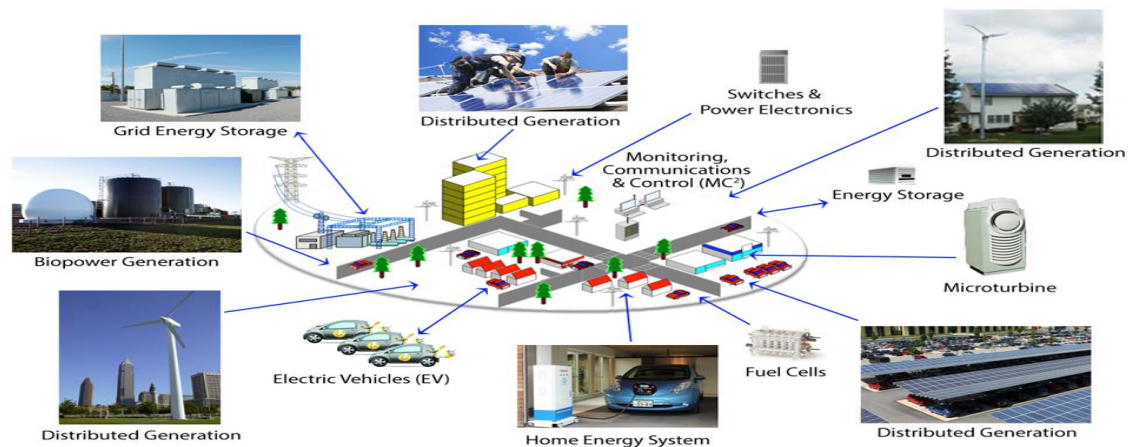 Grid Energy Storage
Distributed Generation
Switches &
Power Electronics
Distributed Generation
Monitoring,
Communications
& Control (MC²)
Energy Storage
Biopower Generation
Microturbine
Electric Vehicles (EV)
Fuel Cells
Distributed Generation
Home Energy System
Distributed Generation